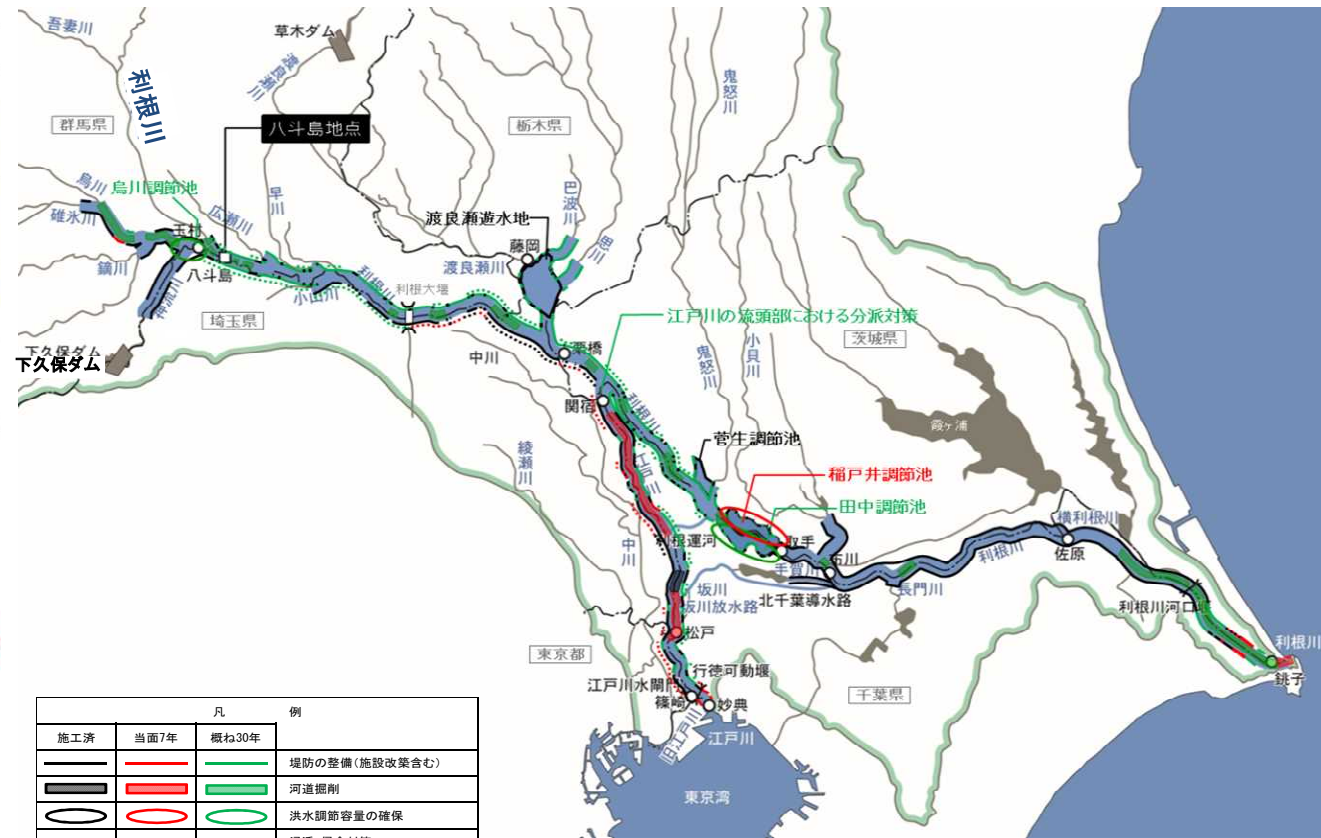 吾妻川
草木ダム
渡良瀬川
利根川
鬼怒川
群馬県
八斗島地点
栃木県
烏川
烏川調節池
碓氷川
広瀬川
早川
巴波川
思川
玉村
渡良瀬遊水地
藤岡
鏑川
八斗島
渡良瀬川
神流川
小山川
利根川
利根大堰
埼玉県
江戸川の流頭部における分派対策
小貝川
茨城県
下久保ダム
中川
栗橋
鬼怒川
関宿
利根川
霞ヶ浦
菅生調節池
綾瀬川
江戸川
稲戸井調節池
田中調節池
横利根川
中川
利根運河
取手
利根川
佐原
手賀川
布川
坂川
北千葉導水路
長門川
坂川放水路
利根川河口堰
松戸
東京都
利根川
行徳可動堰
銚子
江戸川水閘門
千葉県
篠崎
妙典
旧江戸川
江戸川
東京湾
凡 例
施工済 当面7年 概ね30年
堤防の整備(施設改築含む)
河道掘削
洪水調節容量の確保